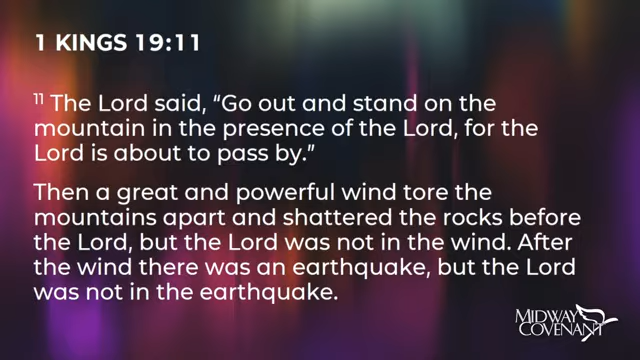 1 KINGS 19:11
11 The Lord said, “Go out and stand on the
mountain in the presence of the Lord, for the
Lord is about to pass by.”
Then a great and powerful wind tore the
mountains apart and shattered the rocks before
the Lord, but the Lord was not in the wind. After
the wind there was an earthquake, but the Lord
was not in the earthquake.
MIDWAY
COVENANT